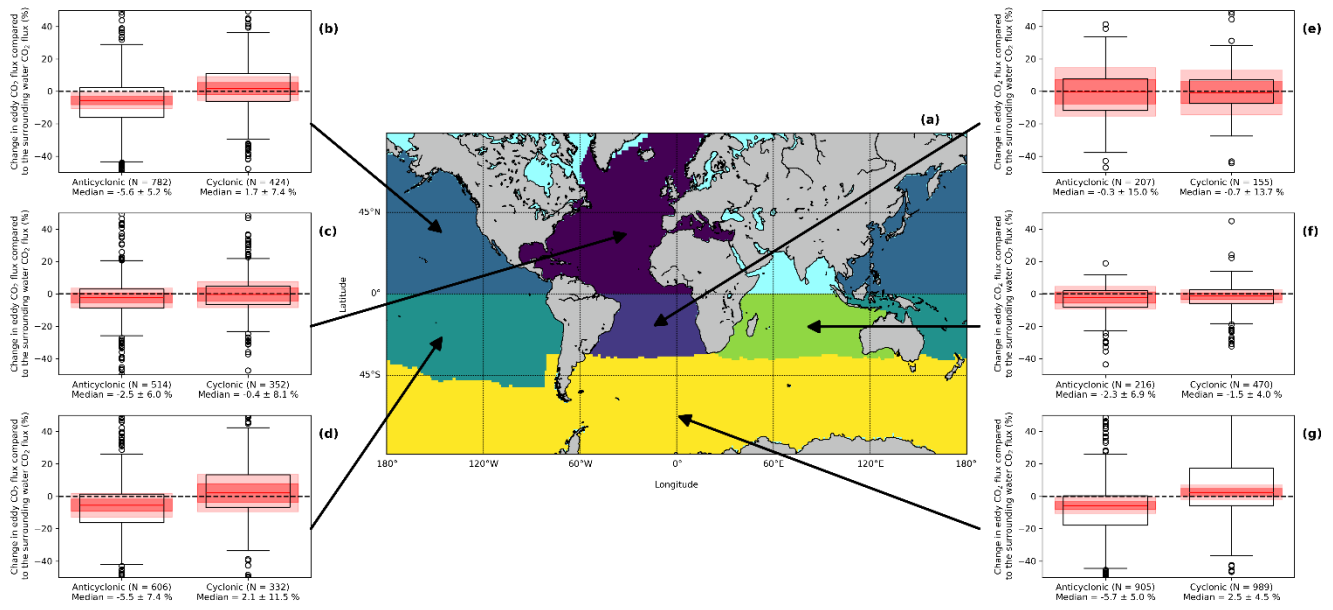 (b)
Change in eddy CO₂ flux compared
to the surrounding water CO₂ flux (%)
40
20
0
−20
−40
Anticyclonic (N = 782)
Median = -5.6 ± 5.2 %
Cyclonic (N = 424)
Median = 1.7 ± 7.4 %
(c)
Change in eddy CO₂ flux compared
to the surrounding water CO₂ flux (%)
40
20
0
−20
−40
Anticyclonic (N = 514)
Median = -2.5 ± 6.0 %
Cyclonic (N = 352)
Median = -0.4 ± 8.1 %
(d)
Change in eddy CO₂ flux compared
to the surrounding water CO₂ flux (%)
40
20
0
−20
−40
Anticyclonic (N = 606)
Median = -5.5 ± 7.4 %
Cyclonic (N = 332)
Median = 2.1 ± 11.5 %
(a)
Latitude
45°N
0°
45°S
180°
120°W
60°W
0°
60°E
120°E
180°
Longitude
(e)
Change in eddy CO₂ flux compared
to the surrounding water CO₂ flux (%)
40
20
0
−20
−40
Anticyclonic (N = 207)
Median = -0.3 ± 15.0 %
Cyclonic (N = 155)
Median = -0.7 ± 13.7 %
(f)
Change in eddy CO₂ flux compared
to the surrounding water CO₂ flux (%)
40
20
0
−20
−40
Anticyclonic (N = 216)
Median = -2.3 ± 6.9 %
Cyclonic (N = 470)
Median = -1.5 ± 4.0 %
(g)
Change in eddy CO₂ flux compared
to the surrounding water CO₂ flux (%)
40
20
0
−20
−40
Anticyclonic (N = 905)
Median = -5.7 ± 5.0 %
Cyclonic (N = 989)
Median = 2.5 ± 4.5 %